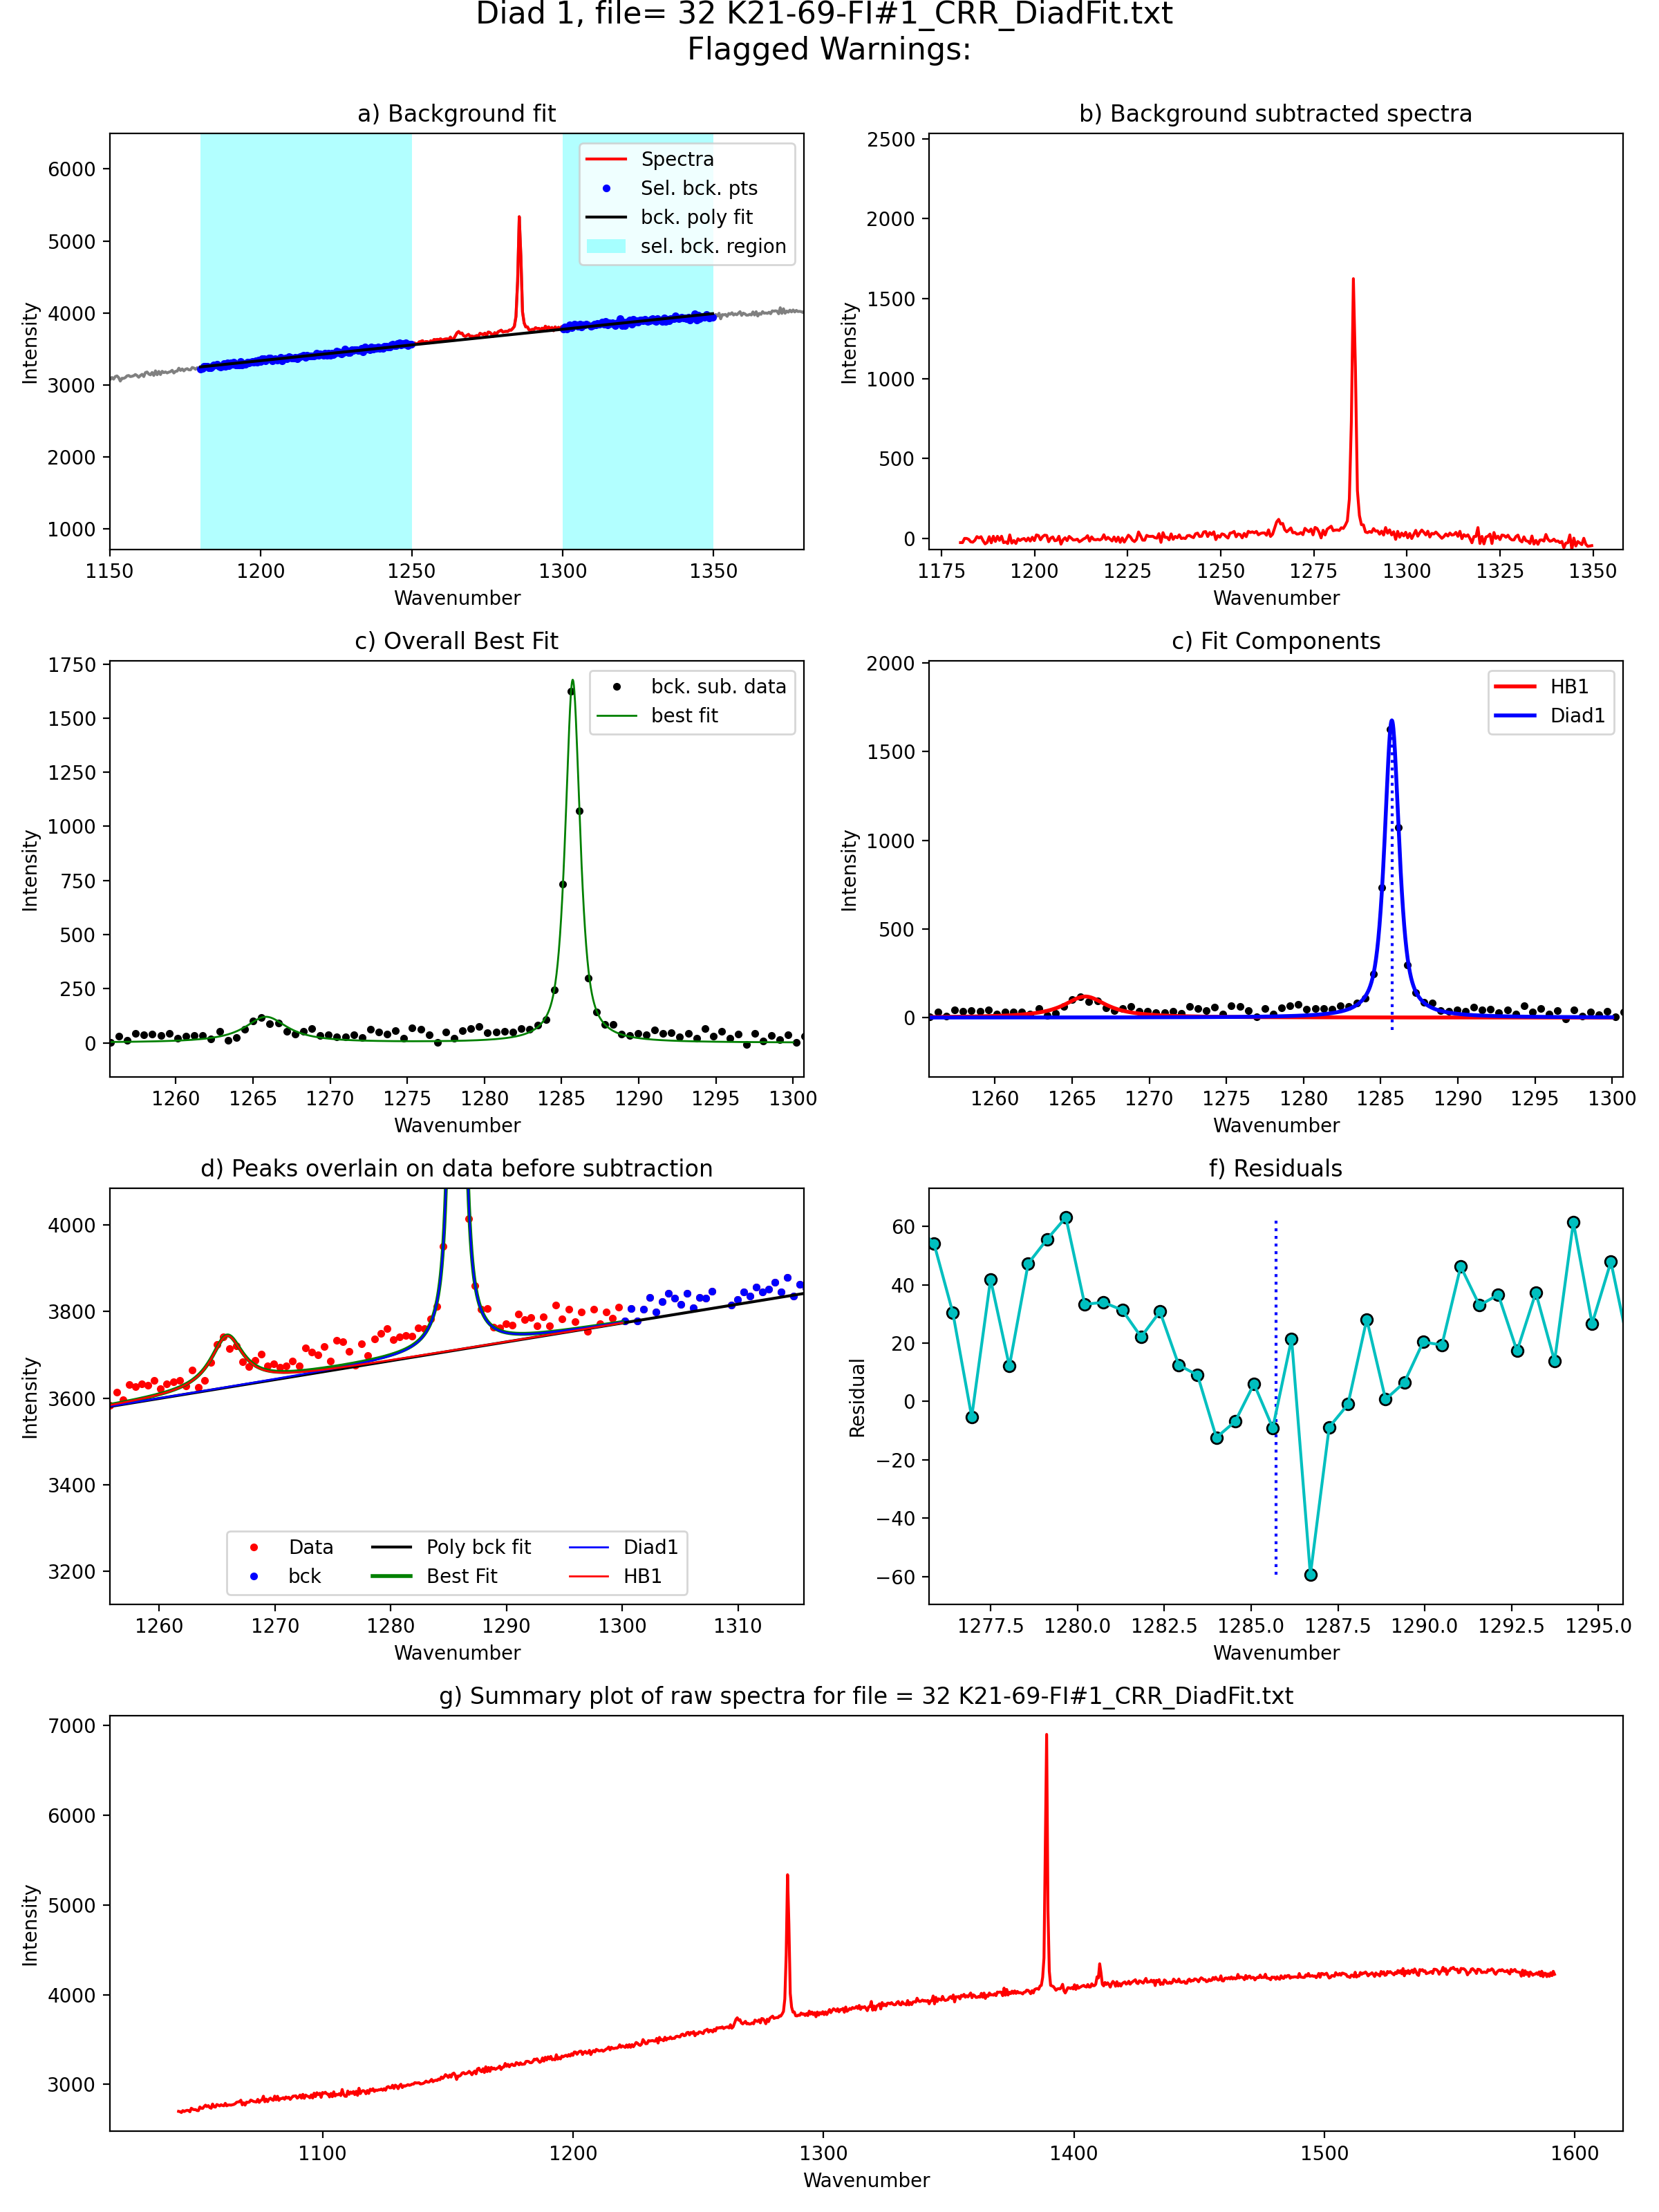 Diad 1, file= 32 K21-69-FI#1_CRR_DiadFit.txt
Flagged Warnings:
a) Background fit
Intensity
6000
5000
4000
3000
2000
1000
Spectra
Sel. bck. pts
bck. poly fit
sel. bck. region
1150 1200 1250 1300 1350
Wavenumber
b) Background subtracted spectra
Intensity
2500
2000
1500
1000
500
0
1175 1200 1225 1250 1275 1300 1325 1350
Wavenumber
c) Overall Best Fit
Intensity
1750
1500
1250
1000
750
500
250
0
bck. sub. data
best fit
1260 1265 1270 1275 1280 1285 1290 1295 1300
Wavenumber
c) Fit Components
Intensity
2000
1500
1000
500
0
HB1
Diad1
1260 1265 1270 1275 1280 1285 1290 1295 1300
Wavenumber
d) Peaks overlain on data before subtraction
Intensity
4000
3800
3600
3400
3200
Data Poly bck fit Diad1
bck Best Fit HB1
1260 1270 1280 1290 1300 1310
Wavenumber
f) Residuals
Residual
60
40
20
0
−20
−40
−60
1277.5 1280.0 1282.5 1285.0 1287.5 1290.0 1292.5 1295.0
Wavenumber
g) Summary plot of raw spectra for file = 32 K21-69-FI#1_CRR_DiadFit.txt
Intensity
7000
6000
5000
4000
3000
1100 1200 1300 1400 1500 1600
Wavenumber